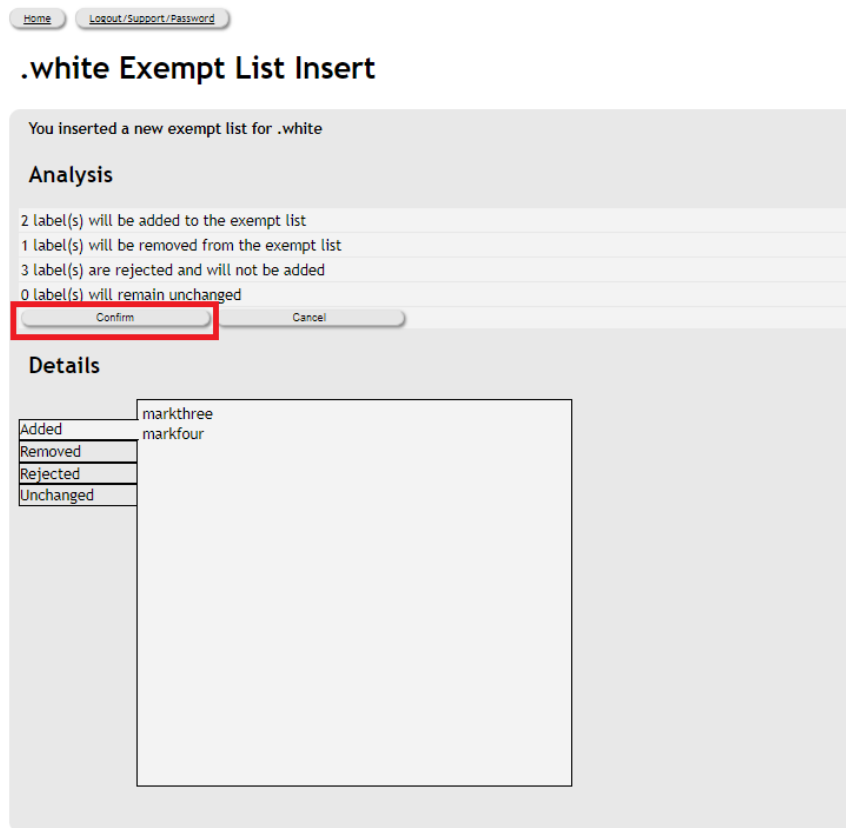 Home Logout/Support/Password
.white Exempt List Insert
You inserted a new exempt list for .white
Analysis
2 label(s) will be added to the exempt list
1 label(s) will be removed from the exempt list
3 label(s) are rejected and will not be added
0 label(s) will remain unchanged
Confirm Cancel
Details
markthree
Added
markfour
Removed
Rejected
Unchanged